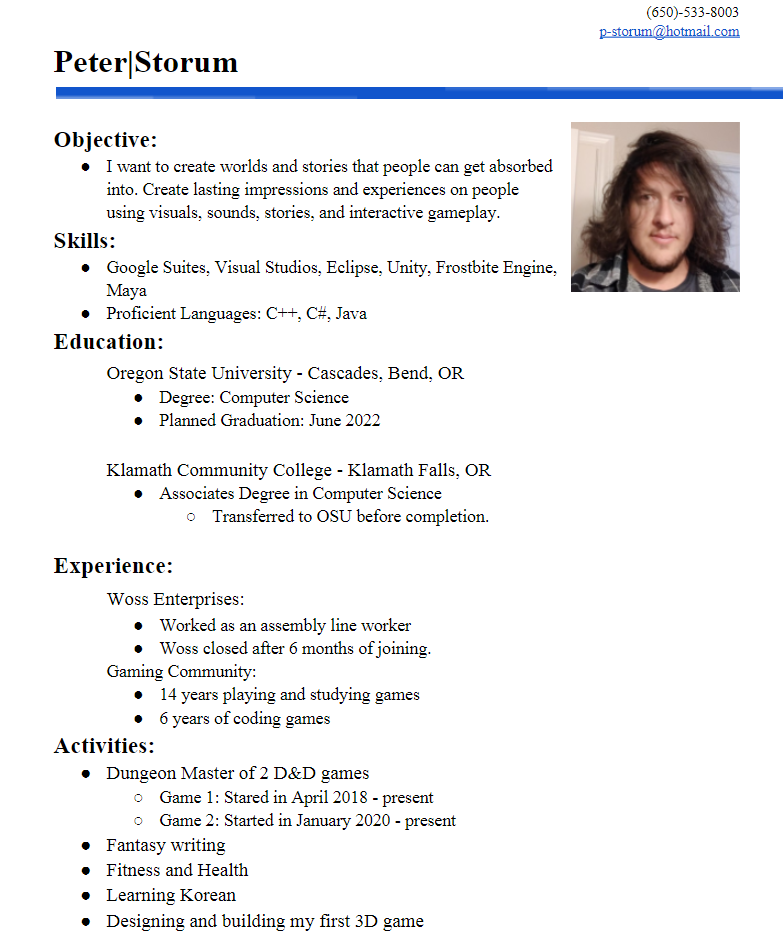 (650)-533-8003
p-storum@hotmail.com
Peter|Storum
Objective:
● I want to create worlds and stories that people can get absorbed
into. Create lasting impressions and experiences on people
using visuals, sounds, stories, and interactive gameplay.
Skills:
● Google Suites, Visual Studios, Eclipse, Unity, Frostbite Engine,
Maya
● Proficient Languages: C++, C#, Java
Education:
Oregon State University - Cascades, Bend, OR
● Degree: Computer Science
● Planned Graduation: June 2022
Klamath Community College - Klamath Falls, OR
● Associates Degree in Computer Science
○ Transferred to OSU before completion.
Experience:
Woss Enterprises:
● Worked as an assembly line worker
● Woss closed after 6 months of joining.
Gaming Community:
● 14 years playing and studying games
● 6 years of coding games
Activities:
● Dungeon Master of 2 D&D games
○ Game 1: Stared in April 2018 - present
○ Game 2: Started in January 2020 - present
● Fantasy writing
● Fitness and Health
● Learning Korean
● Designing and building my first 3D game